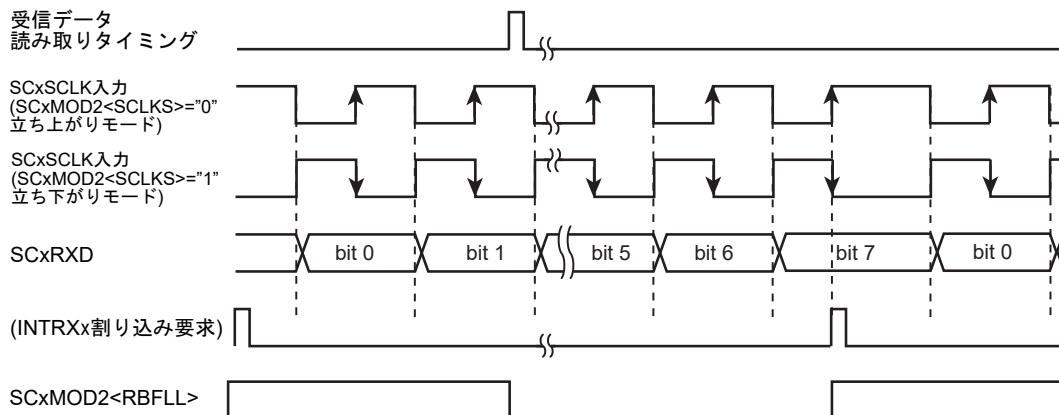 受信データ
読み取りタイミング
SCxSCLK入力
(SCxMOD2<SCLKS>="0"
立ち上がりモード)
SCxSCLK入力
(SCxMOD2<SCLKS>="1"
立ち下がりモード)
SCxRXD
bit 0
bit 1
bit 5
bit 6
bit 7
bit 0
(INTRXx割り込み要求)
SCxMOD2<RBFLL>